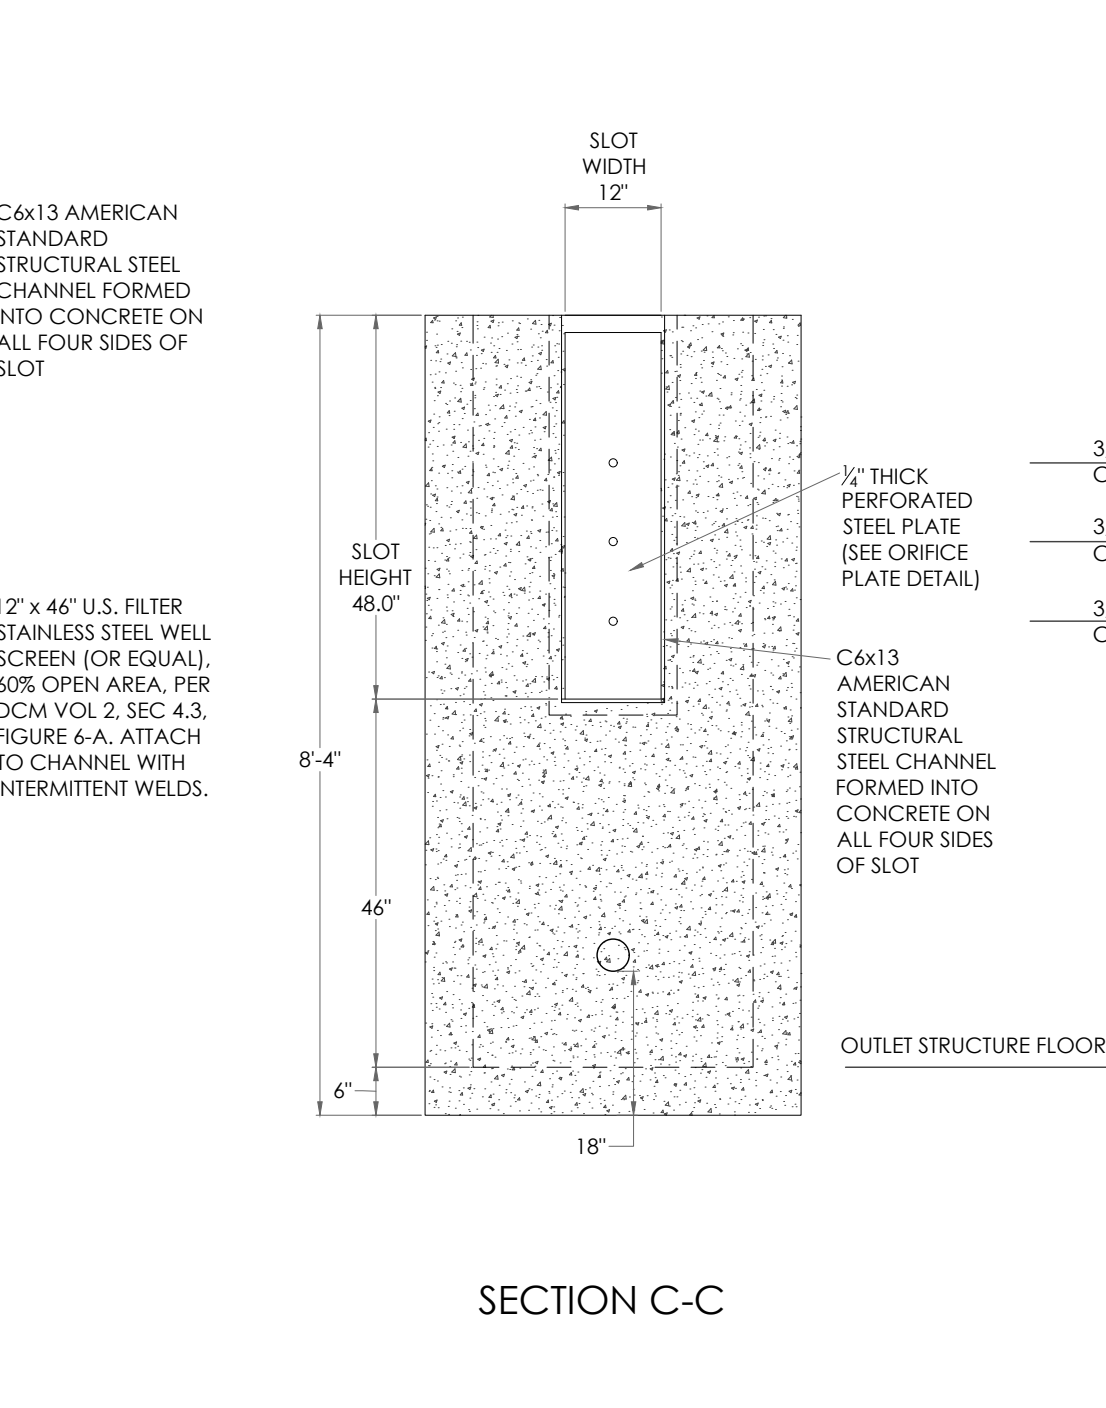 SLOT
WIDTH
12"
C6x13 AMERICAN
STANDARD
STRUCTURAL STEEL
CHANNEL FORMED
INTO CONCRETE ON
ALL FOUR SIDES OF
SLOT
12" x 46" U.S. FILTER
STAINLESS STEEL WELL
SCREEN (OR EQUAL),
60% OPEN AREA, PER
DCM VOL 2, SEC 4.3,
FIGURE 6-A. ATTACH
TO CHANNEL WITH
INTERMITTENT WELDS.
SLOT
HEIGHT
48.0"
8'-4"
46"
6"
18"
¼" THICK
PERFORATED
STEEL PLATE
(SEE ORIFICE
PLATE DETAIL)
C6x13
AMERICAN
STANDARD
STRUCTURAL
STEEL CHANNEL
FORMED INTO
CONCRETE ON
ALL FOUR SIDES
OF SLOT
3
3
3
OUTLET STRUCTURE FLOOR
SECTION C-C